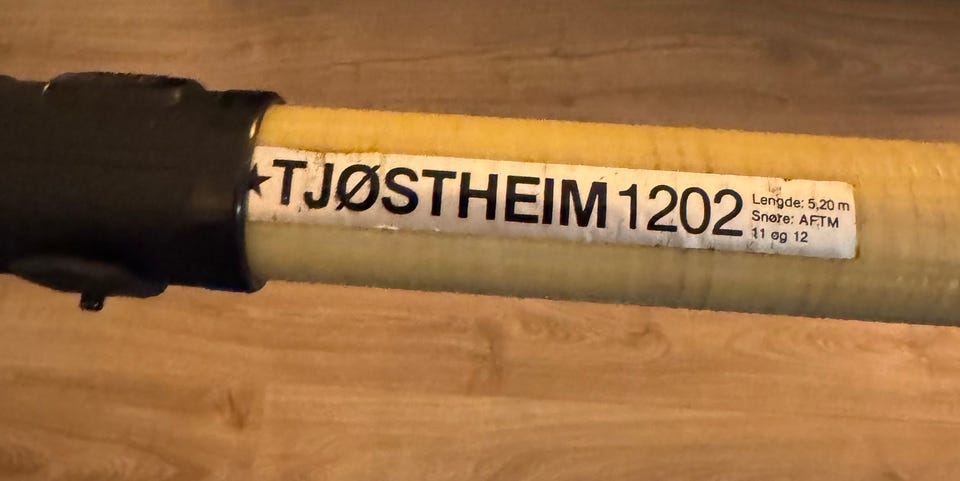 ★TJØSTHEIM 1202
Lengde: 5,20 m
Snøre: AFTM
11 og 12